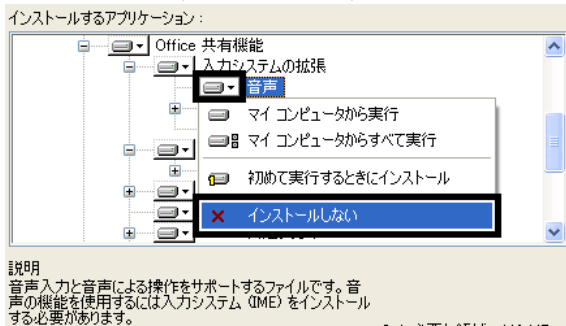 インストールするアプリケーション：
Office 共有機能
入力システムの拡張
音声
マイ コンピュータから実行
マイ コンピュータからすべて実行
初めて実行するときにインストール
インストールしない
説明
音声入力と音声による操作をサポートするファイルです。音
声の機能を使用するには入力システム (IME) をインストール
する必要があります。